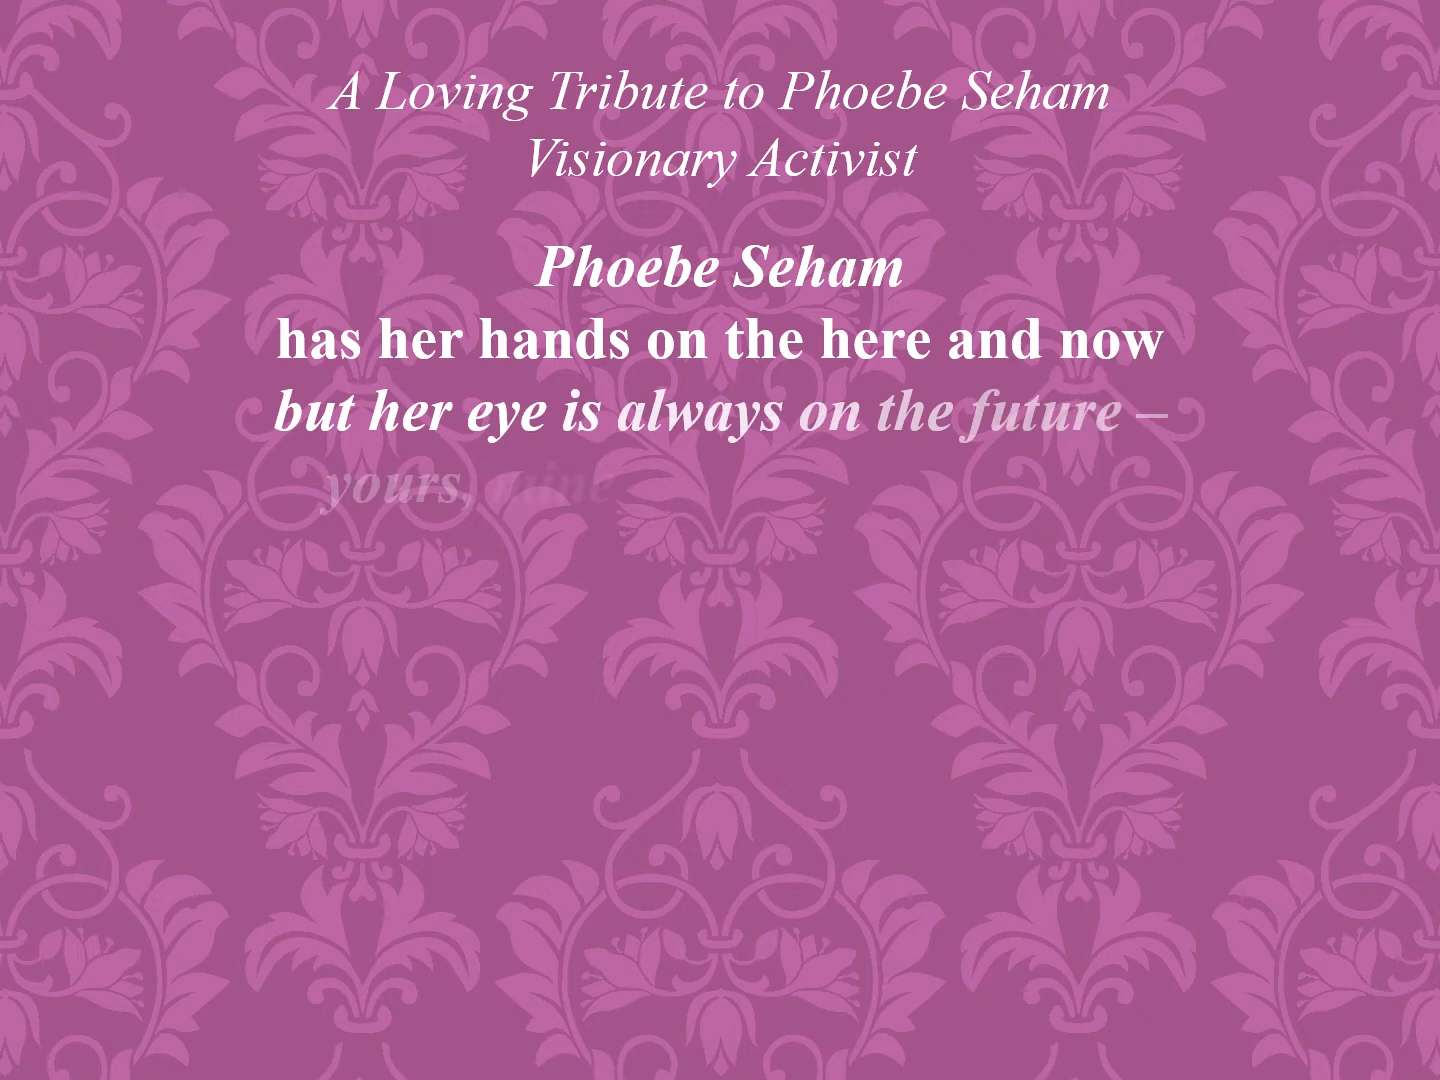 A Loving Tribute to Phoebe Seham
Visionary Activist
Phoebe Seham
has her hands on the here and now
but her eye is always on the future –
yours, mine